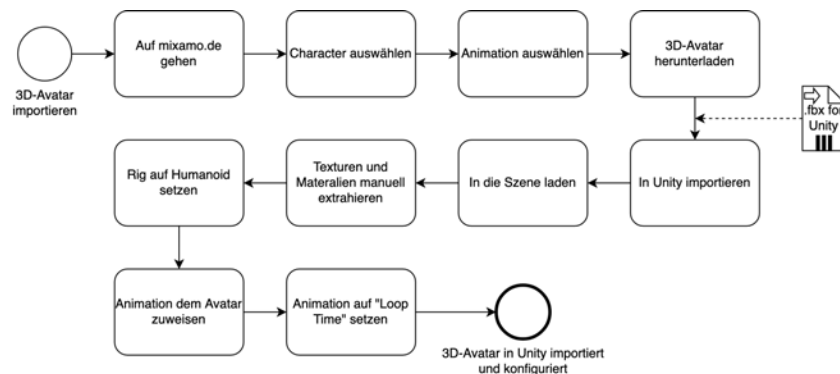 3D-Avatar
importieren
Auf mixamo.de
gehen
Character auswählen
Animation auswählen
3D-Avatar
herunterladen
.fbx for
Unity
In Unity importieren
In die Szene laden
Texturen und
Materalien manuell
extrahieren
Rig auf Humanoid
setzen
Animation dem Avatar
zuweisen
Animation auf "Loop
Time" setzen
3D-Avatar in Unity importiert
und konfiguriert